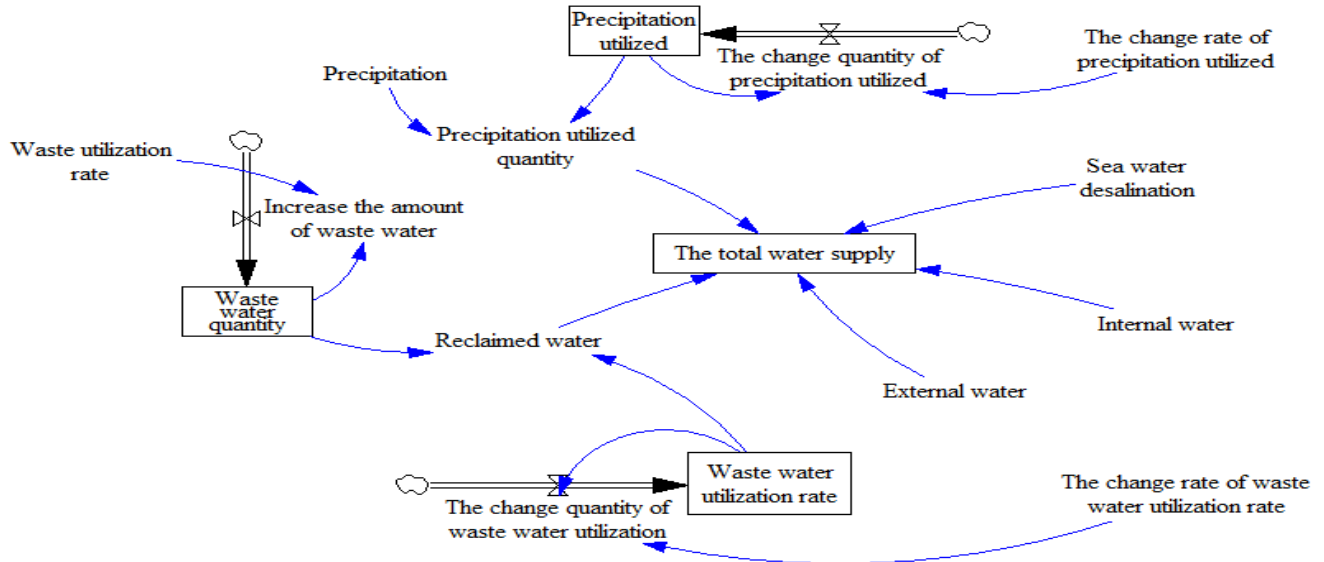 Precipitation
utilized
The change quantity of
precipitation utilized
The change rate of
precipitation utilized
Precipitation
Precipitation utilized
quantity
Waste utilization
rate
Increase the amount
of waste water
Sea water
desalination
The total water supply
Waste
water
quantity
Reclaimed water
Internal water
External water
Waste water
utilization rate
The change quantity of
waste water utilization
The change rate of waste
water utilization rate